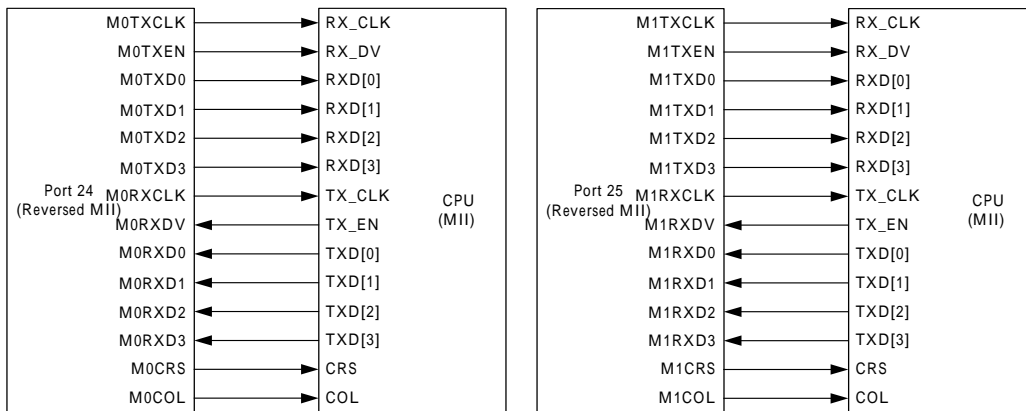 M0TXCLK RX_CLK
M0TXEN RX_DV
M0TXD0 RXD[0]
M0TXD1 RXD[1]
M0TXD2 RXD[2]
M0TXD3 RXD[3]
Port 24
(Reversed MII)
M0RXCLK TX_CLK
M0RXDV TX_EN
M0RXD0 TXD[0]
M0RXD1 TXD[1]
M0RXD2 TXD[2]
M0RXD3 TXD[3]
M0CRS CRS
M0COL COL
CPU
(MII)
M1TXCLK RX_CLK
M1TXEN RX_DV
M1TXD0 RXD[0]
M1TXD1 RXD[1]
M1TXD2 RXD[2]
M1TXD3 RXD[3]
Port 25
(Reversed MII)
M1RXCLK TX_CLK
M1RXDV TX_EN
M1RXD0 TXD[0]
M1RXD1 TXD[1]
M1RXD2 TXD[2]
M1RXD3 TXD[3]
M1CRS CRS
M1COL COL
CPU
(MII)